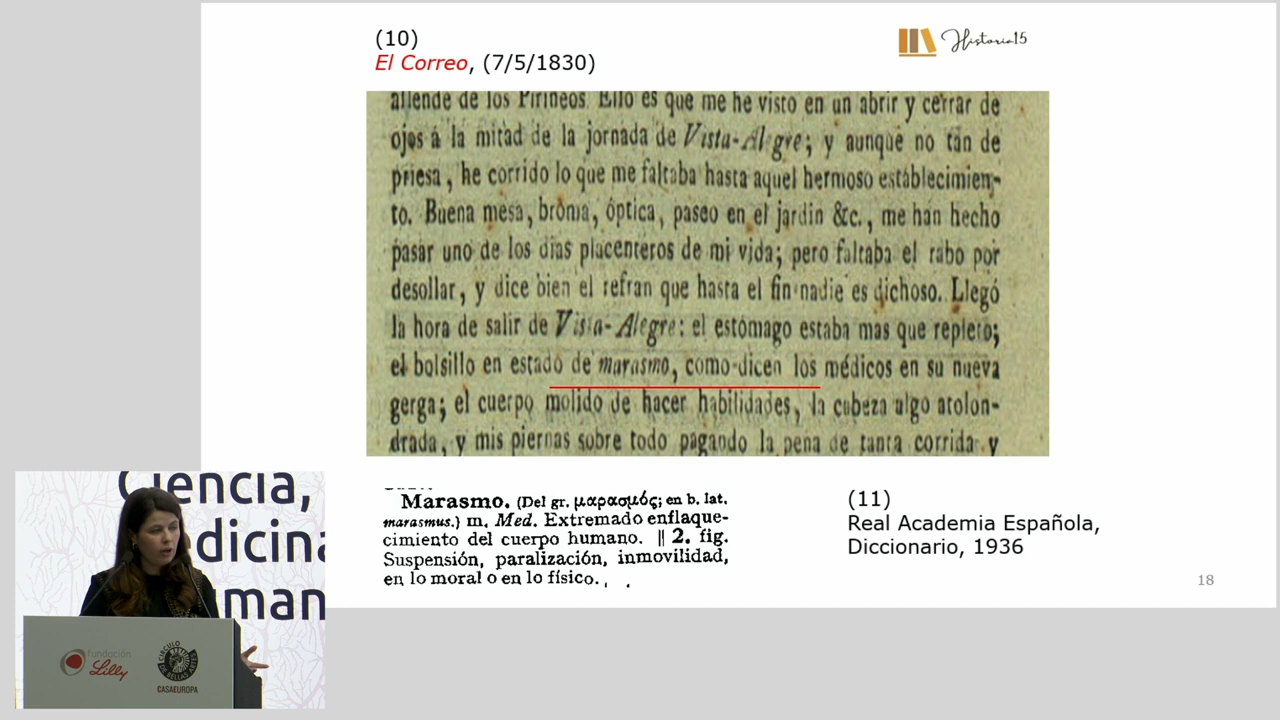 (10)
El Correo, (7/5/1830)
Historia15
allende de los Pirineos. Ello es que me he visto en un abrir y cerrar de
ojos á la mitad de la jornada de Vista-Alegre; y aunque no tan de
priesa, he corrido lo que me faltaba hasta aquel hermoso establecimien-
to. Buena mesa, broma, óptica, paseo en el jardin &c., me han hecho
pasar uno de los dias placenteros de mi vida; pero faltaba el rabo por
desollar, y dice bien el refran que hasta el fin nadie es dichoso. Llegó
la hora de salir de Vista-Alegre: el estómago estaba mas que repleto;
el bolsillo en estado de marasmo, como dicen los médicos en su nueva
gerga; el cuerpo molido de hacer habilidades, la cabeza algo atolon-
drada, y mis piernas sobre todo pagando la pena de tanta corrida y
Marasmo. (Del gr. μαρασμός; en b. lat.
marasmus.) m. Med. Extremado enflaque-
cimiento del cuerpo humano. || 2. fig.
Suspensión, paralización, inmovilidad,
en lo moral o en lo físico.
(11)
Real Academia Española,
Diccionario, 1936
18
Ciencia,
dicina
uman
fundación
Lilly
CÍRCULO DE BELLAS ARTES
CASAEUROPA